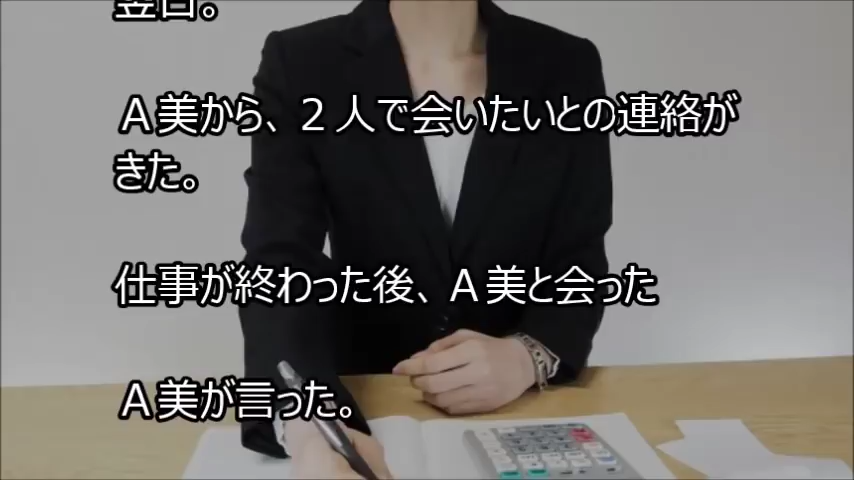 翌日。
Ａ美から、２人で会いたいとの連絡が
きた。
仕事が終わった後、Ａ美と会った
Ａ美が言った。